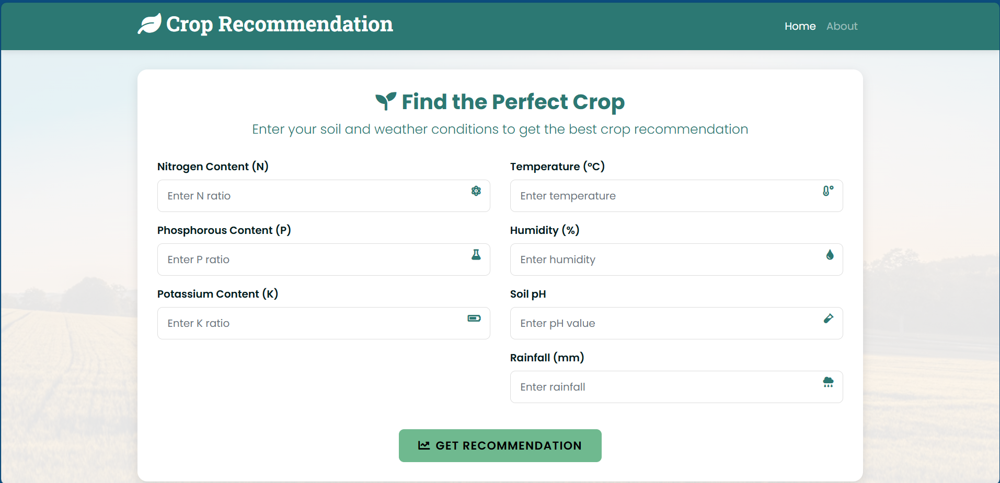 Crop Recommendation
Home About
Find the Perfect Crop
Enter your soil and weather conditions to get the best crop recommendation
Nitrogen Content (N)
Enter N ratio
Phosphorous Content (P)
Enter P ratio
Potassium Content (K)
Enter K ratio
Temperature (°C)
Enter temperature
Humidity (%)
Enter humidity
Soil pH
Enter pH value
Rainfall (mm)
Enter rainfall
GET RECOMMENDATION